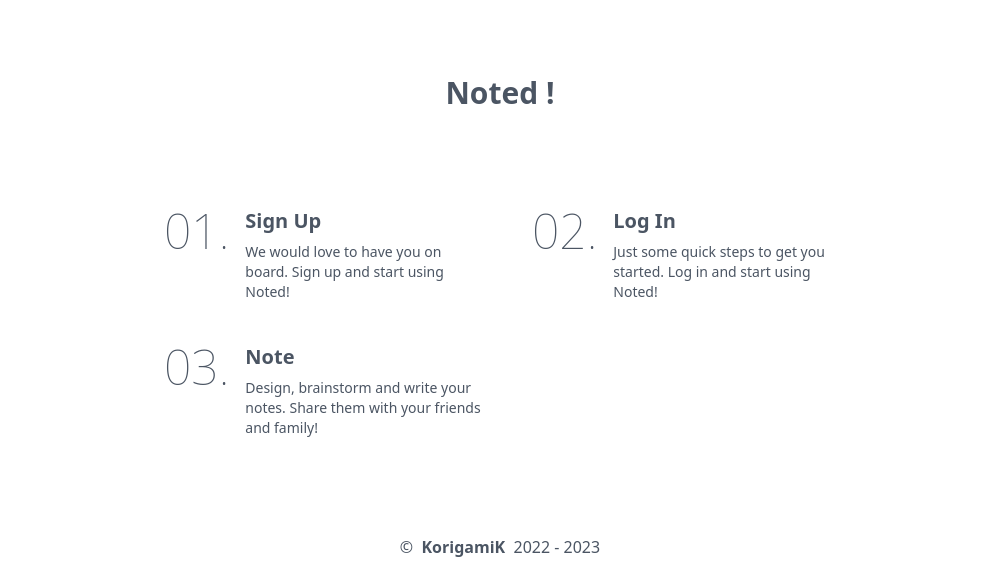 Noted !
01.
Sign Up
We would love to have you on
board. Sign up and start using
Noted!
02.
Log In
Just some quick steps to get you
started. Log in and start using
Noted!
03.
Note
Design, brainstorm and write your
notes. Share them with your friends
and family!
© KorigamiK 2022 - 2023